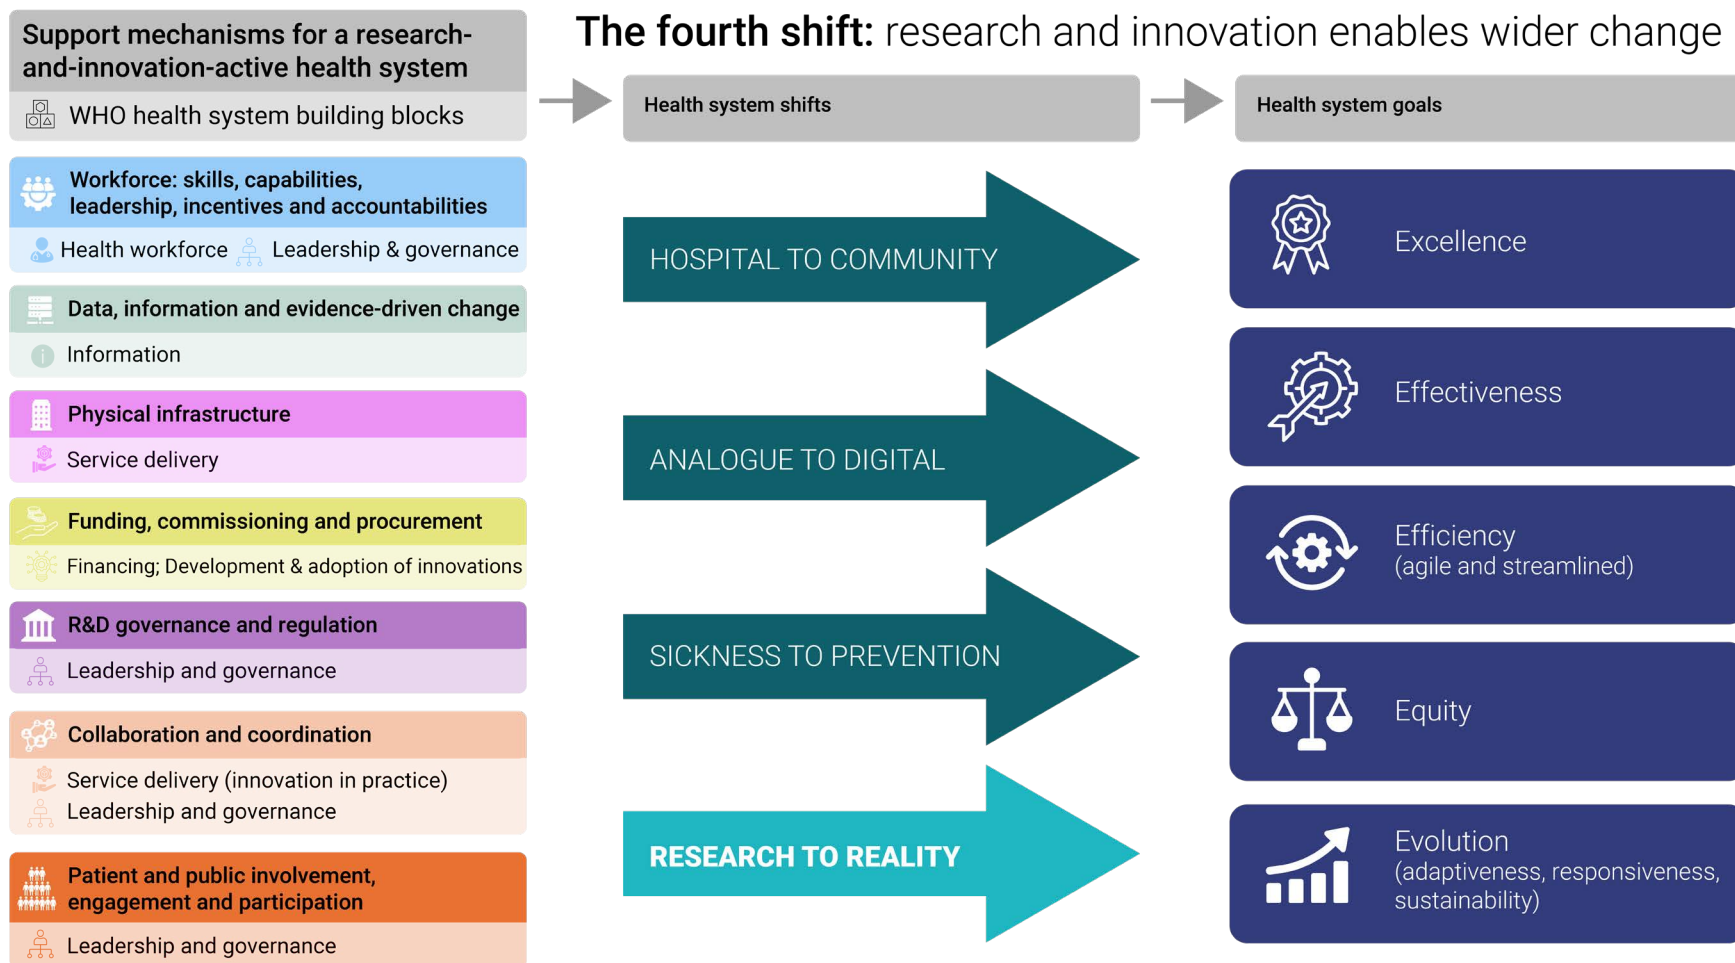 Support mechanisms for a research-
and-innovation-active health system
WHO health system building blocks
Workforce: skills, capabilities,
leadership, incentives and accountabilities
Health workforce
Leadership & governance
Data, information and evidence-driven change
Information
Physical infrastructure
Service delivery
Funding, commissioning and procurement
Financing; Development & adoption of innovations
R&D governance and regulation
Leadership and governance
Collaboration and coordination
Service delivery (innovation in practice)
Leadership and governance
Patient and public involvement,
engagement and participation
Leadership and governance
The fourth shift: research and innovation enables wider change
Health system shifts
HOSPITAL TO COMMUNITY
ANALOGUE TO DIGITAL
SICKNESS TO PREVENTION
RESEARCH TO REALITY
Health system goals
Excellence
Effectiveness
Efficiency
(agile and streamlined)
Equity
Evolution
(adaptiveness, responsiveness,
sustainability)